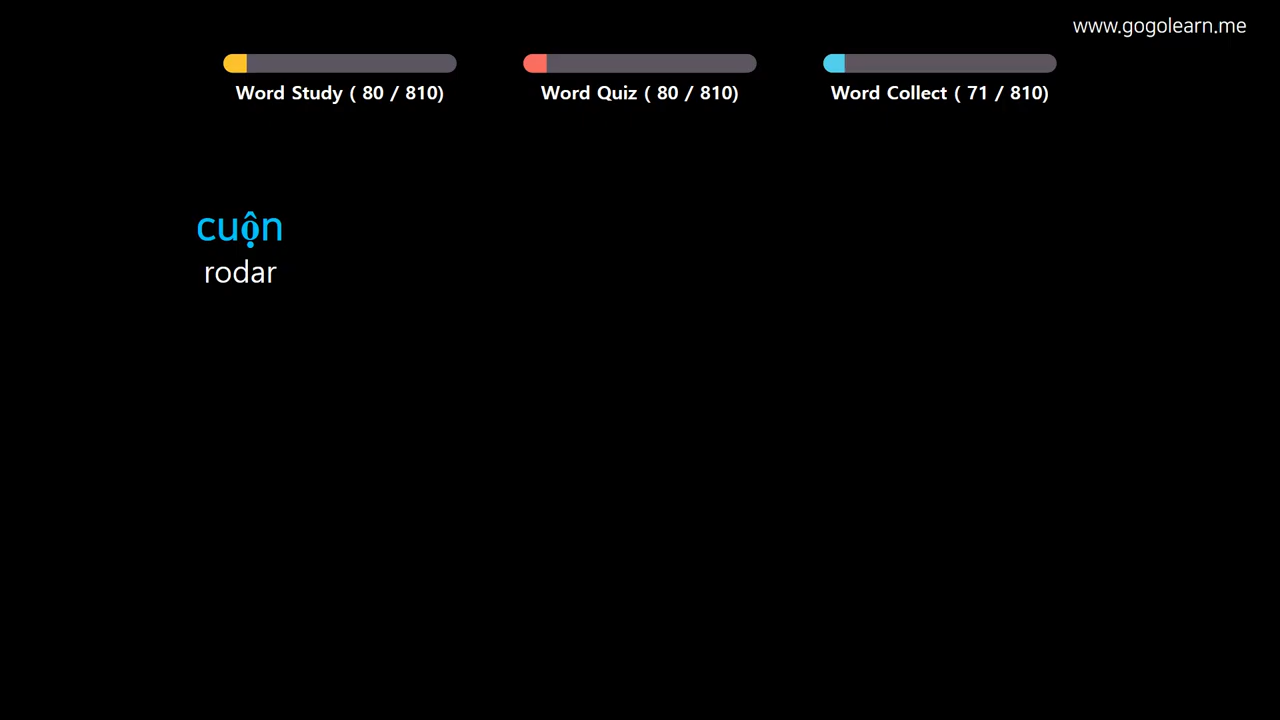 www.gogolearn.me
Word Study ( 80 / 810)
Word Quiz ( 80 / 810)
Word Collect ( 71 / 810)
cuộn
rodar